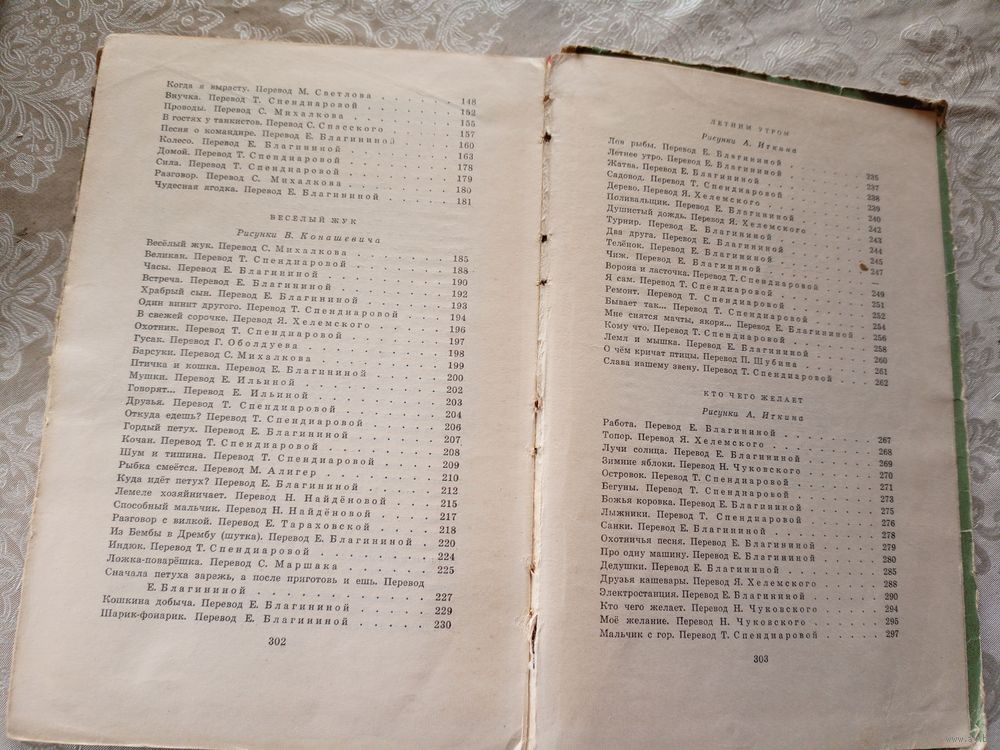 Когда я вырасту. Перевод М. Светлова . . . . . . 148
Внучка. Перевод Т. Спендиаровой . . . . . . 152
Проводы. Перевод С. Михалкова . . . . . . 155
В гостях у танкистов. Перевод С. Спасского . . . . . . 157
Песня о командире. Перевод Е. Благининой . . . . . . 160
Колесо. Перевод Е. Благининой . . . . . . 163
Домой. Перевод Т. Спендиаровой . . . . . . 178
Сила. Перевод Т. Спендиаровой . . . . . . 179
Разговор. Перевод С. Михалкова . . . . . . 180
Чудесная ягодка. Перевод Е. Благининой . . . . . . 181
ВЕСЁЛЫЙ ЖУК
Рисунки В. Конашевича
Весёлый жук. Перевод С. Михалкова . . . . . . 185
Великан. Перевод Т. Спендиаровой . . . . . . 188
Часы. Перевод Е. Благининой . . . . . . 190
Встреча. Перевод Е. Благининой . . . . . . 192
Храбрый сын. Перевод Е. Благининой . . . . . . 193
Один винит другого. Перевод Т. Спендиаровой . . . . . . 194
В свежей сорочке. Перевод Я. Хелемского . . . . . . 196
Охотник. Перевод Т. Спендиаровой . . . . . . 197
Гусак. Перевод Г. Оболдуева . . . . . . 198
Барсуки. Перевод С. Михалкова . . . . . . 199
Птичка и кошка. Перевод Е. Благининой . . . . . . 200
Мушки. Перевод Е. Ильиной . . . . . . 202
Говорят... Перевод Е. Ильиной . . . . . . 203
Друзья. Перевод Т. Спендиаровой . . . . . . 204
Откуда едешь? Перевод Т. Спендиаровой . . . . . . 206
Гордый петух. Перевод Е. Благининой . . . . . . 207
Кочан. Перевод Т. Спендиаровой . . . . . . 208
Шум и тишина. Перевод Т. Спендиаровой . . . . . . 209
Рыбка смеётся. Перевод М. Алигер . . . . . . 210
Куда идёт петух? Перевод Е. Благининой . . . . . . 212
Лемеле хозяйничает. Перевод Н. Найдёновой . . . . . . 215
Способный мальчик. Перевод Н. Найдёновой . . . . . . 217
Разговор с вилкой. Перевод Е. Тараховской . . . . . . 218
Из Бембы в Дрембу (шутка). Перевод Е. Благининой . . 220
Индюк. Перевод Т. Спендиаровой . . . . . . 224
Ложка-поварёшка. Перевод С. Маршака . . . . . . 225
Сначала петуха зарежь, а после приготовь и ешь. Перевод
Е. Благининой . . . . . . 227
Кошкина добыча. Перевод Е. Благининой . . . . . . 229
Шарик-фонарик. Перевод Е. Благининой . . . . . . 230
302
ЛЕТНИМ УТРОМ
Рисунки А. Иткина
Лов рыбы. Перевод Е. Благининой . . . . . . 235
Летнее утро. Перевод Е. Благининой . . . . . . 237
Жатва. Перевод Е. Благининой . . . . . . 238
Садовод. Перевод Т. Спендиаровой . . . . . . 239
Дерево. Перевод Я. Хелемского . . . . . . 240
Поливальщик. Перевод Е. Благининой . . . . . . 242
Душистый дождь. Перевод Я. Хелемского . . . . . . 243
Турнир. Перевод Е. Благининой . . . . . . 244
Два друга. Перевод Е. Благининой . . . . . . 245
Телёнок. Перевод Е. Благининой . . . . . . 247
Чиж. Перевод Е. Благининой . . . . . . —
Ворона и ласточка. Перевод Т. Спендиаровой . . . . . . 249
Я сам. Перевод Т. Спендиаровой . . . . . . 251
Ремонт. Перевод Т. Спендиаровой . . . . . . 252
Бывает так... Перевод Т. Спендиаровой . . . . . . 254
Мне снятся мачты, якоря... Перевод Е. Благининой . . 256
Кому что. Перевод Т. Спендиаровой . . . . . . 258
Лемл и мышка. Перевод Е. Благининой . . . . . . 260
О чём кричат птицы. Перевод П. Шубина . . . . . . 261
Слава нашему звену. Перевод Т. Спендиаровой . . . . . . 262
КТО ЧЕГО ЖЕЛАЕТ
Рисунки А. Иткина
Работа. Перевод Е. Благининой . . . . . . 267
Топор. Перевод Я. Хелемского . . . . . . 268
Лучи солнца. Перевод Е. Благининой . . . . . . 269
Зимние яблоки. Перевод Н. Чуковского . . . . . . 270
Островок. Перевод Т. Спендиаровой . . . . . . 271
Бегуны. Перевод Т. Спендиаровой . . . . . . 273
Божья коровка. Перевод Е. Благининой . . . . . . 275
Лыжники. Перевод Т. Спендиаровой . . . . . . 276
Санки. Перевод Е. Благининой . . . . . . 278
Охотничья песня. Перевод Е. Благининой . . . . . . 279
Про одну машину. Перевод Е. Благининой . . . . . . 280
Дедушки. Перевод Е. Благининой . . . . . . 285
Друзья кашевары. Перевод Я. Хелемского . . . . . . 288
Электростанция. Перевод Е. Благининой . . . . . . 290
Кто чего желает. Перевод Н. Чуковского . . . . . . 294
Моё желание. Перевод Н. Чуковского . . . . . . 295
Мальчик с гор. Перевод Т. Спендиаровой . . . . . . 297
303